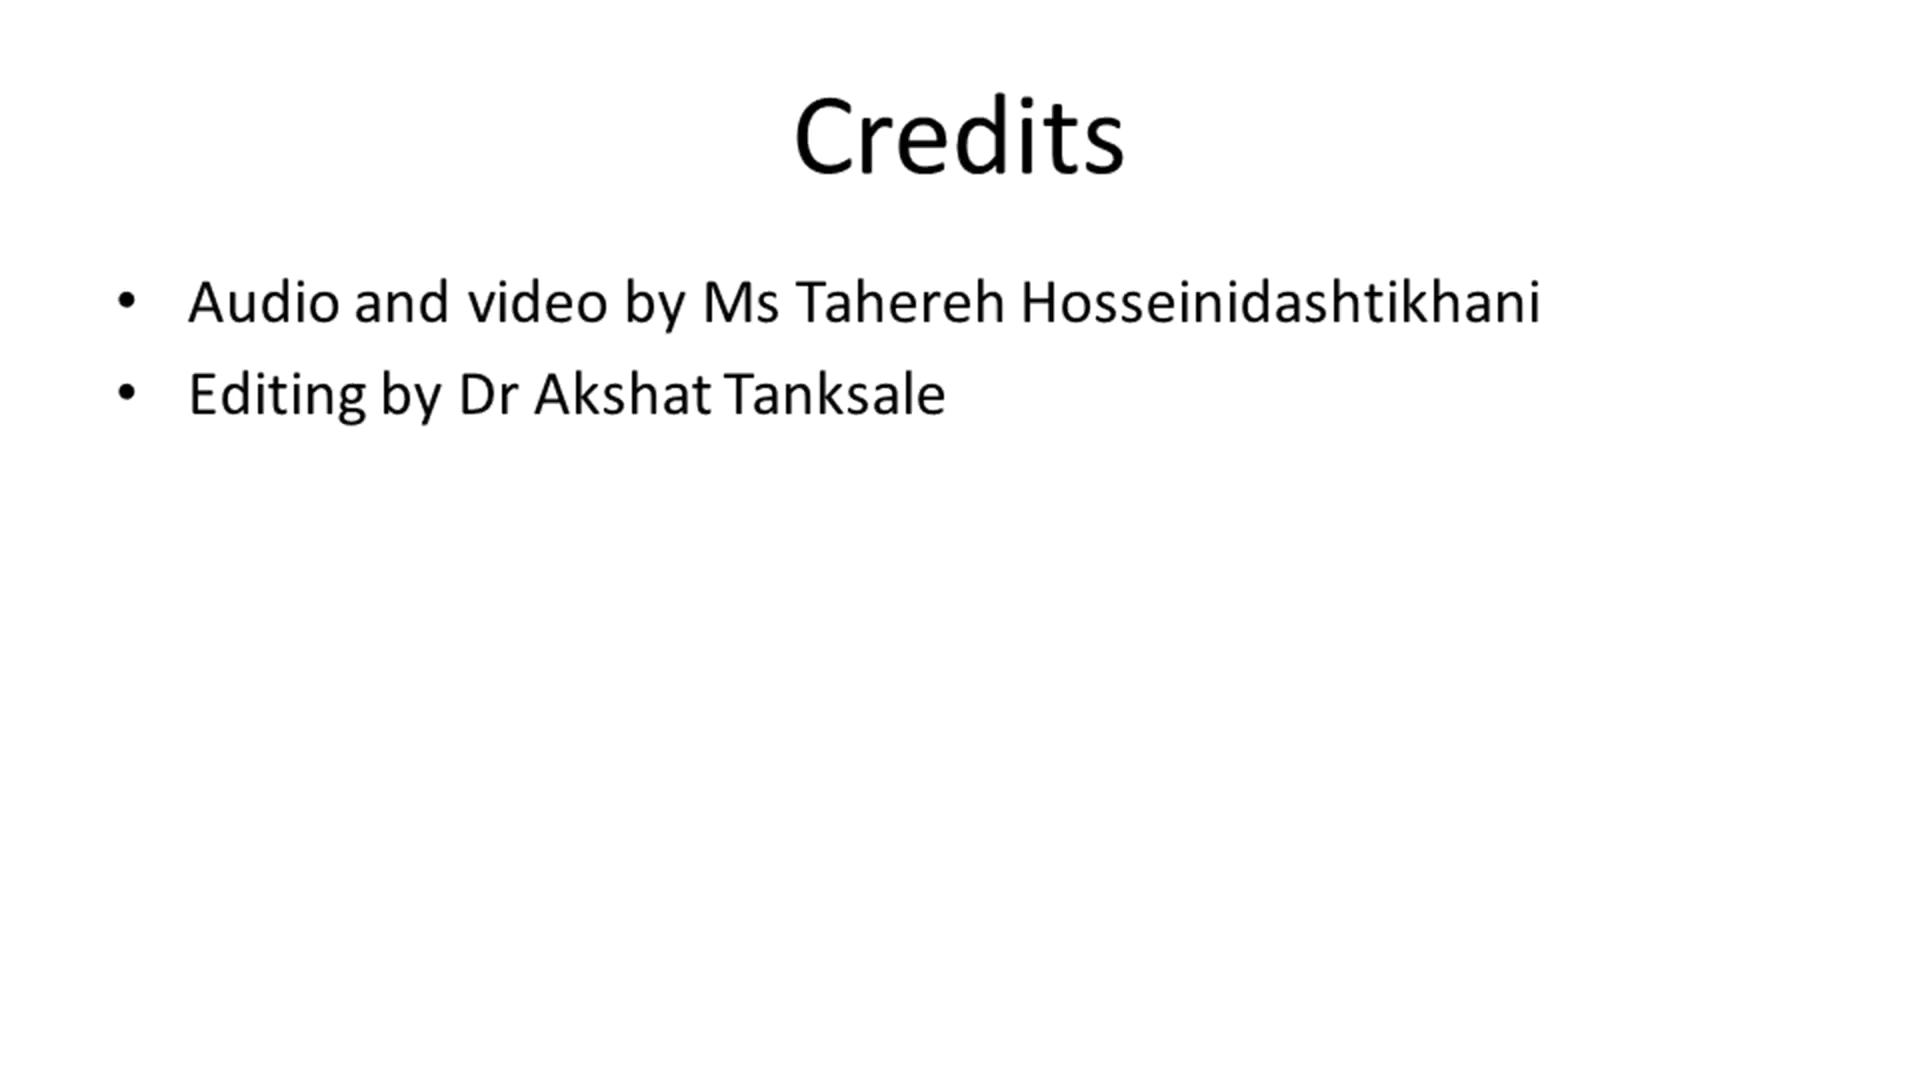 Credits
• Audio and video by Ms Tahereh Hosseinidashtikhani
• Editing by Dr Akshat Tanksale